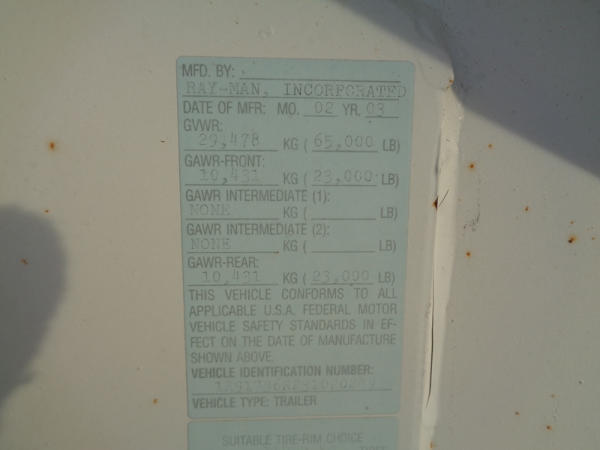 MFD. BY:
RAY-MAN, INCORPORATED
DATE OF MFR: MO. 02 YR. 03
GVWR:
29,478 KG ( 65,000 LB)
GAWR-FRONT:
10,431 KG ( 23,000 LB)
GAWR INTERMEDIATE (1):
NONE KG ( LB)
GAWR INTERMEDIATE (2):
NONE KG ( LB)
GAWR-REAR:
10,431 KG ( 23,000 LB)
THIS VEHICLE CONFORMS TO ALL
APPLICABLE U.S.A. FEDERAL MOTOR
VEHICLE SAFETY STANDARDS IN EF-
FECT ON THE DATE OF MANUFACTURE
SHOWN ABOVE.
VEHICLE IDENTIFICATION NUMBER:
VEHICLE TYPE: TRAILER
SUITABLE TIRE-RIM CHOICE